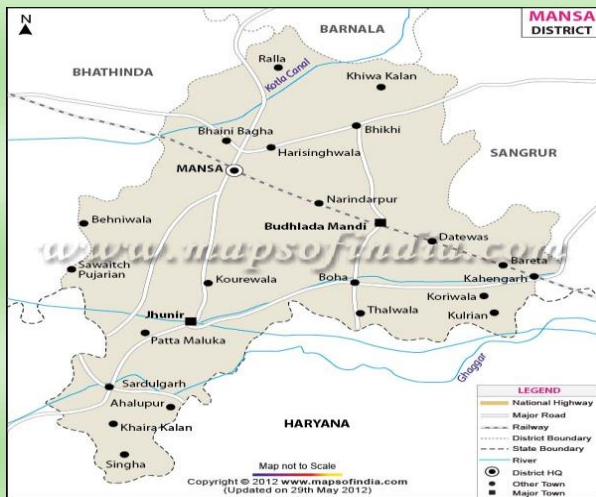 N
MANSA
DISTRICT
BARNALA
BHATHINDA
Ralla
Kotla Canal
Khiwa Kalan
Bhaini Bagha
Bhikhi
Harisinghwala
SANGRUR
MANSA
Narindarpur
Behniwala
Budhlada Mandi
Datewas
www.mapsofindia.com
Sawaitch
Pujarian
Bareta
Kourewala
Boha
Kahengarh
Koriwala
Jhunir
Thalwala
Kulrian
Patta Maluka
Ghaggar
Sardulgarh
Ahalupur
Khaira Kalan
HARYANA
Singha
LEGEND
National Highway
Major Road
Railway
District Boundary
State Boundary
River
District HQ
Other Town
Major Town
Map not to Scale
Copyright © 2012 www.mapsofindia.com
(Updated on 29th May 2012)